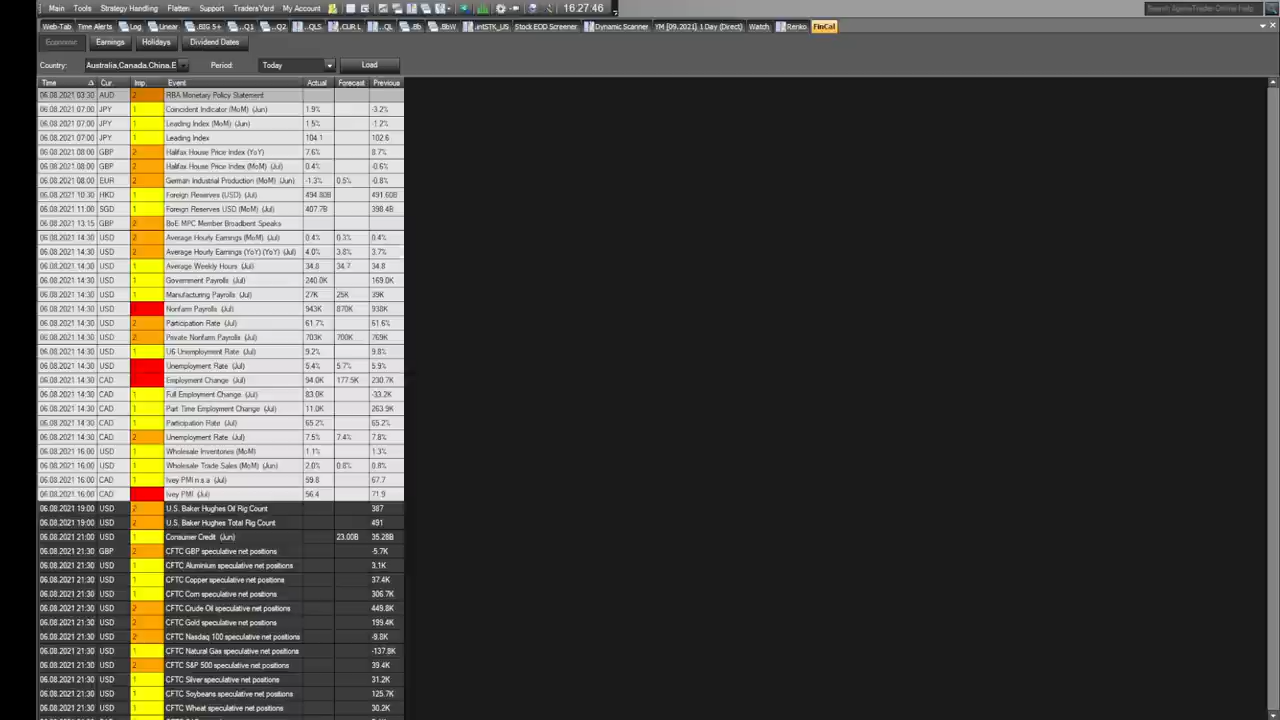 Main Tools Strategy Handling Flatten Support TradersYard My Account 16:27:46 Search AgenaTrader-Online Help
Web-Tab Time Alerts Log Linear .BIG 5+ ..Q1 ..Q2 .QLS .CUR L .QL .Bb .BbW .intSTK_US Stock EOD Screener Dynamic Scanner YM [09.2021] 1 Day (Direct) Watch Renko FinCal
Economic Earnings Holidays Dividend Dates
Country: Australia,Canada,China,E Period: Today Load
Time Cur. Imp. Event Actual Forecast Previous
06.08.2021 03:30 AUD 2 RBA Monetary Policy Statement
06.08.2021 07:00 JPY 1 Coincident Indicator (MoM) (Jun) 1.9% -3.2%
06.08.2021 07:00 JPY 1 Leading Index (MoM) (Jun) 1.5% -1.2%
06.08.2021 07:00 JPY 1 Leading Index 104.1 102.6
06.08.2021 08:00 GBP 2 Halifax House Price Index (YoY) 7.6% 8.7%
06.08.2021 08:00 GBP 2 Halifax House Price Index (MoM) (Jul) 0.4% -0.6%
06.08.2021 08:00 EUR 2 German Industrial Production (MoM) (Jun) -1.3% 0.5% -0.8%
06.08.2021 10:30 HKD 1 Foreign Reserves (USD) (Jul) 494.80B 491.60B
06.08.2021 11:00 SGD 1 Foreign Reserves USD (MoM) (Jul) 407.7B 398.4B
06.08.2021 13:15 GBP 2 BoE MPC Member Broadbent Speaks
06.08.2021 14:30 USD 2 Average Hourly Earnings (MoM) (Jul) 0.4% 0.3% 0.4%
06.08.2021 14:30 USD 2 Average Hourly Earnings (YoY) (YoY) (Jul) 4.0% 3.8% 3.7%
06.08.2021 14:30 USD 1 Average Weekly Hours (Jul) 34.8 34.7 34.8
06.08.2021 14:30 USD 1 Government Payrolls (Jul) 240.0K 169.0K
06.08.2021 14:30 USD 1 Manufacturing Payrolls (Jul) 27K 25K 39K
06.08.2021 14:30 USD Nonfarm Payrolls (Jul) 943K 870K 938K
06.08.2021 14:30 USD 2 Participation Rate (Jul) 61.7% 61.6%
06.08.2021 14:30 USD 2 Private Nonfarm Payrolls (Jul) 703K 700K 769K
06.08.2021 14:30 USD 1 U6 Unemployment Rate (Jul) 9.2% 9.8%
06.08.2021 14:30 USD Unemployment Rate (Jul) 5.4% 5.7% 5.9%
06.08.2021 14:30 CAD Employment Change (Jul) 94.0K 177.5K 230.7K
06.08.2021 14:30 CAD 1 Full Employment Change (Jul) 83.0K -33.2K
06.08.2021 14:30 CAD 1 Part Time Employment Change (Jul) 11.0K 263.9K
06.08.2021 14:30 CAD 1 Participation Rate (Jul) 65.2% 65.2%
06.08.2021 14:30 CAD 2 Unemployment Rate (Jul) 7.5% 7.4% 7.8%
06.08.2021 16:00 USD 1 Wholesale Inventories (MoM) 1.1% 1.3%
06.08.2021 16:00 USD 1 Wholesale Trade Sales (MoM) (Jun) 2.0% 0.8% 0.8%
06.08.2021 16:00 CAD 1 Ivey PMI n.s.a (Jul) 59.8 67.7
06.08.2021 16:00 CAD Ivey PMI (Jul) 56.4 71.9
06.08.2021 19:00 USD 2 U.S. Baker Hughes Oil Rig Count 387
06.08.2021 19:00 USD 2 U.S. Baker Hughes Total Rig Count 491
06.08.2021 21:00 USD 1 Consumer Credit (Jun) 23.00B 35.28B
06.08.2021 21:30 GBP 2 CFTC GBP speculative net positions -5.7K
06.08.2021 21:30 USD 1 CFTC Aluminium speculative net positions 3.1K
06.08.2021 21:30 USD 1 CFTC Copper speculative net positions 37.4K
06.08.2021 21:30 USD 1 CFTC Corn speculative net positions 306.7K
06.08.2021 21:30 USD 2 CFTC Crude Oil speculative net positions 449.8K
06.08.2021 21:30 USD 2 CFTC Gold speculative net positions 199.4K
06.08.2021 21:30 USD 2 CFTC Nasdaq 100 speculative net positions -9.8K
06.08.2021 21:30 USD 1 CFTC Natural Gas speculative net positions -137.8K
06.08.2021 21:30 USD 2 CFTC S&P 500 speculative net positions 39.4K
06.08.2021 21:30 USD 1 CFTC Silver speculative net positions 31.2K
06.08.2021 21:30 USD 1 CFTC Soybeans speculative net positions 125.7K
06.08.2021 21:30 USD 1 CFTC Wheat speculative net positions 30.2K